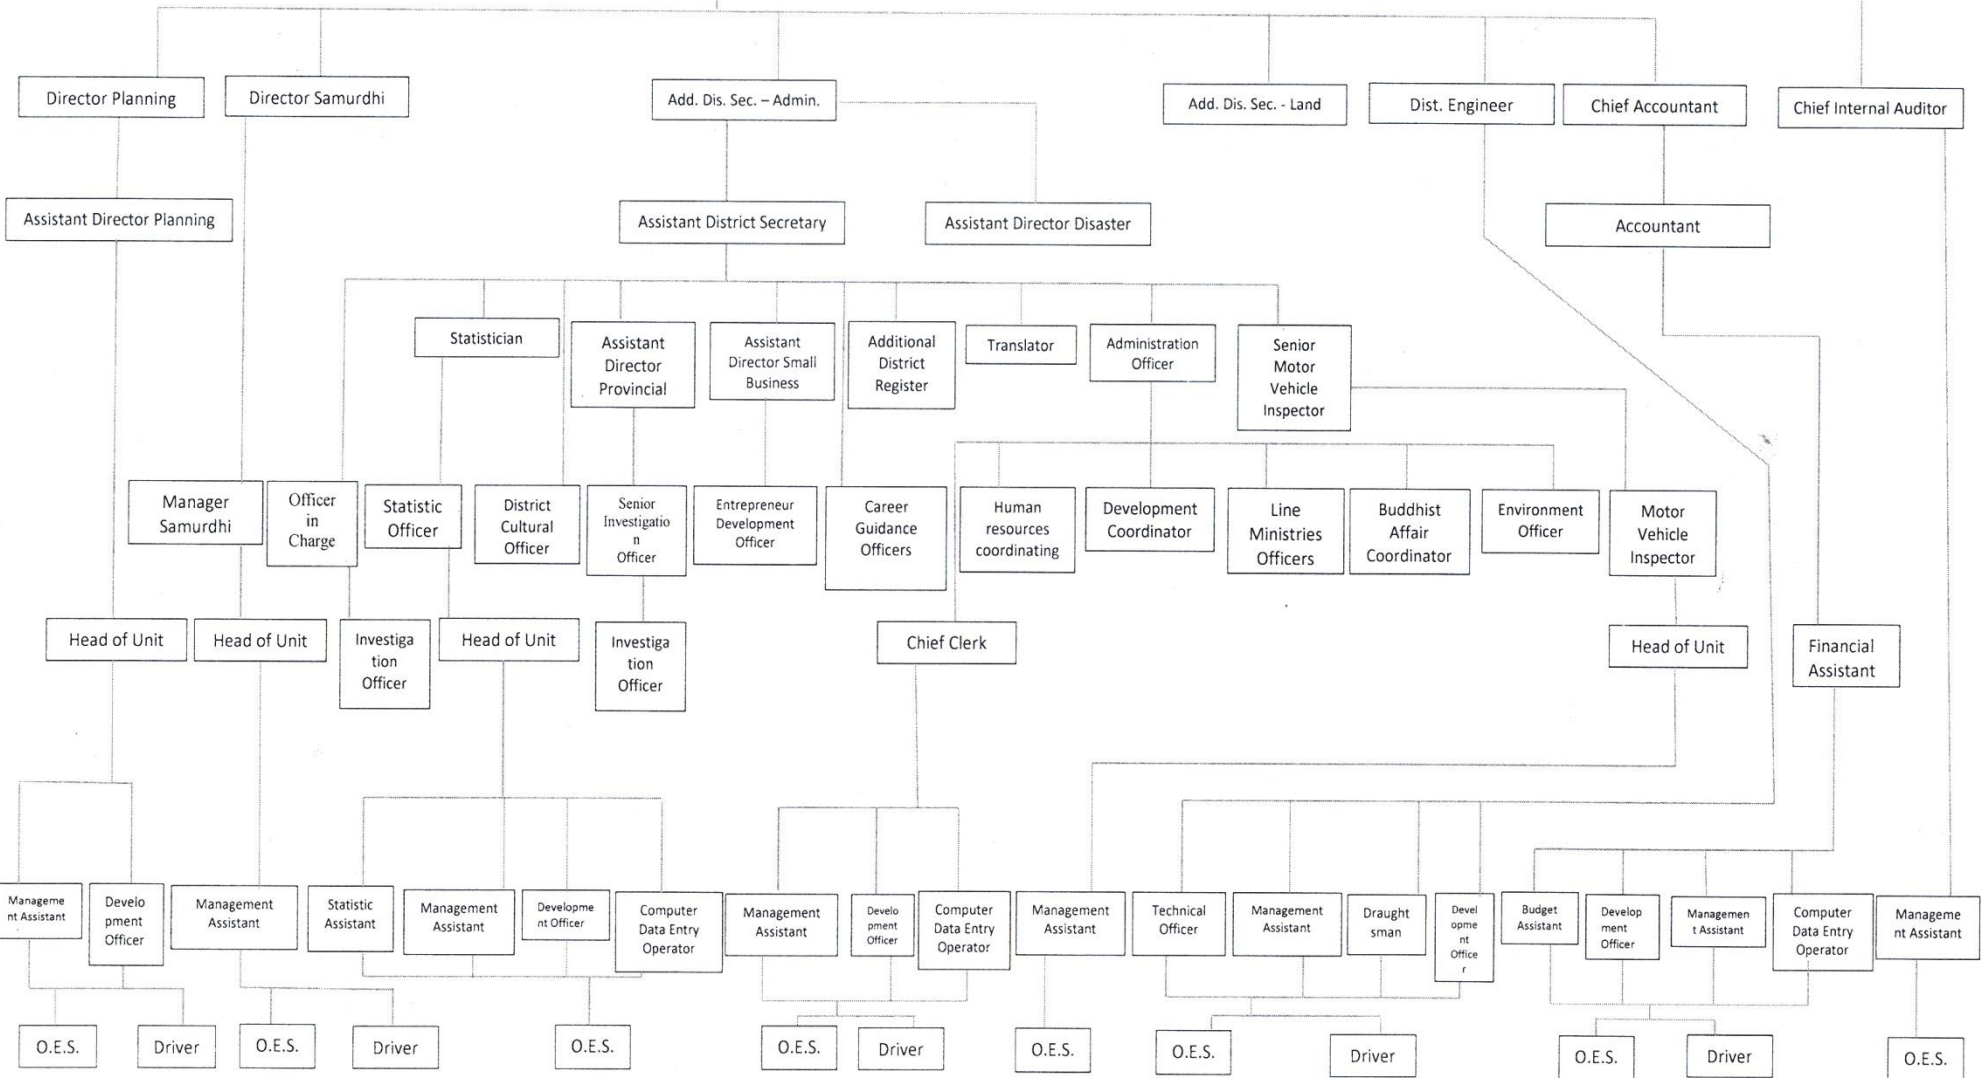 Director Planning
Director Samurdhi
Add. Dis. Sec. – Admin.
Add. Dis. Sec. - Land
Dist. Engineer
Chief Accountant
Chief Internal Auditor
Assistant Director Planning
Assistant District Secretary
Assistant Director Disaster
Accountant
Statistician
Assistant
Director
Provincial
Assistant
Director Small
Business
Additional
District
Register
Translator
Administration
Officer
Senior
Motor
Vehicle
Inspector
Manager
Samurdhi
Officer
in
Charge
Statistic
Officer
District
Cultural
Officer
Senior
Investigatio
n
Officer
Entrepreneur
Development
Officer
Career
Guidance
Officers
Human
resources
coordinating
Development
Coordinator
Line
Ministries
Officers
Buddhist
Affair
Coordinator
Environment
Officer
Motor
Vehicle
Inspector
Head of Unit
Head of Unit
Investiga
tion
Officer
Head of Unit
Investiga
tion
Officer
Chief Clerk
Head of Unit
Financial
Assistant
Manageme
nt Assistant
Develo
pment
Officer
Management
Assistant
Statistic
Assistant
Management
Assistant
Developme
nt Officer
Computer
Data Entry
Operator
Management
Assistant
Develo
pment
Officer
Computer
Data Entry
Operator
Management
Assistant
Technical
Officer
Management
Assistant
Draught
sman
Devel
opme
nt
Office
r
Budget
Assistant
Develop
ment
Officer
Managemen
t Assistant
Computer
Data Entry
Operator
Manageme
nt Assistant
O.E.S.
Driver
O.E.S.
Driver
O.E.S.
O.E.S.
Driver
O.E.S.
O.E.S.
Driver
O.E.S.
Driver
O.E.S.